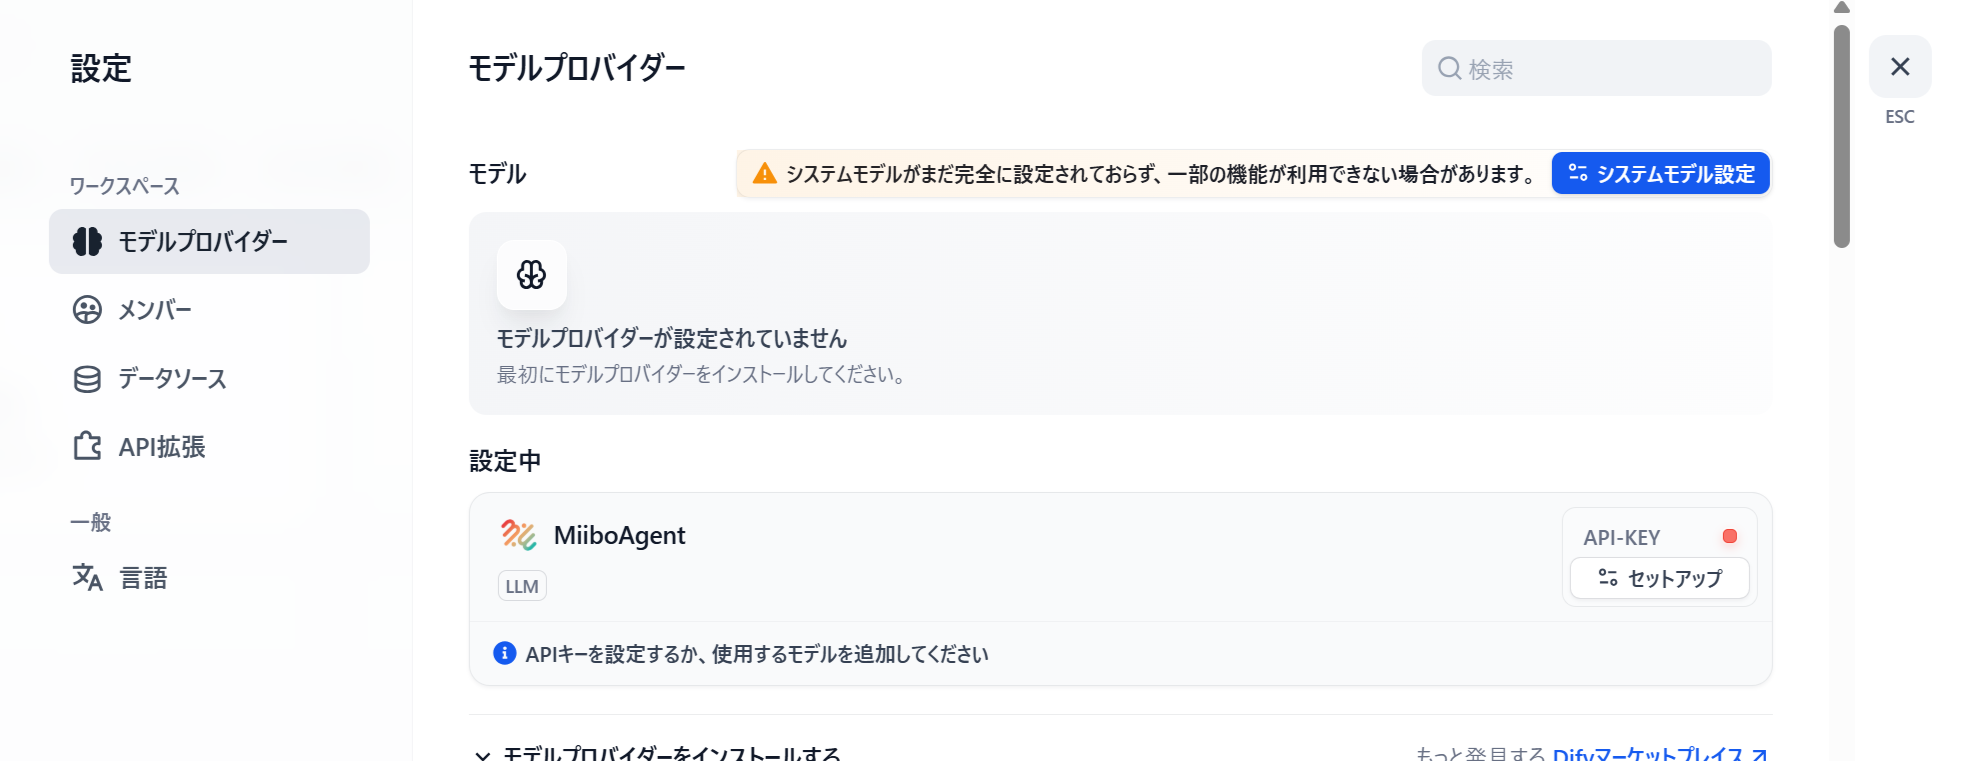 設定
ワークスペース
モデルプロバイダー
メンバー
データソース
API拡張
一般
言語
モデルプロバイダー
検索
ESC
モデル
システムモデルがまだ完全に設定されておらず、一部の機能が利用できない場合があります。
システムモデル設定
モデルプロバイダーが設定されていません
最初にモデルプロバイダーをインストールしてください。
設定中
MiiboAgent
LLM
API-KEY
セットアップ
APIキーを設定するか、使用するモデルを追加してください
モデルプロバイダーをインストールする
もっと発見する Difyマーケットプレイス